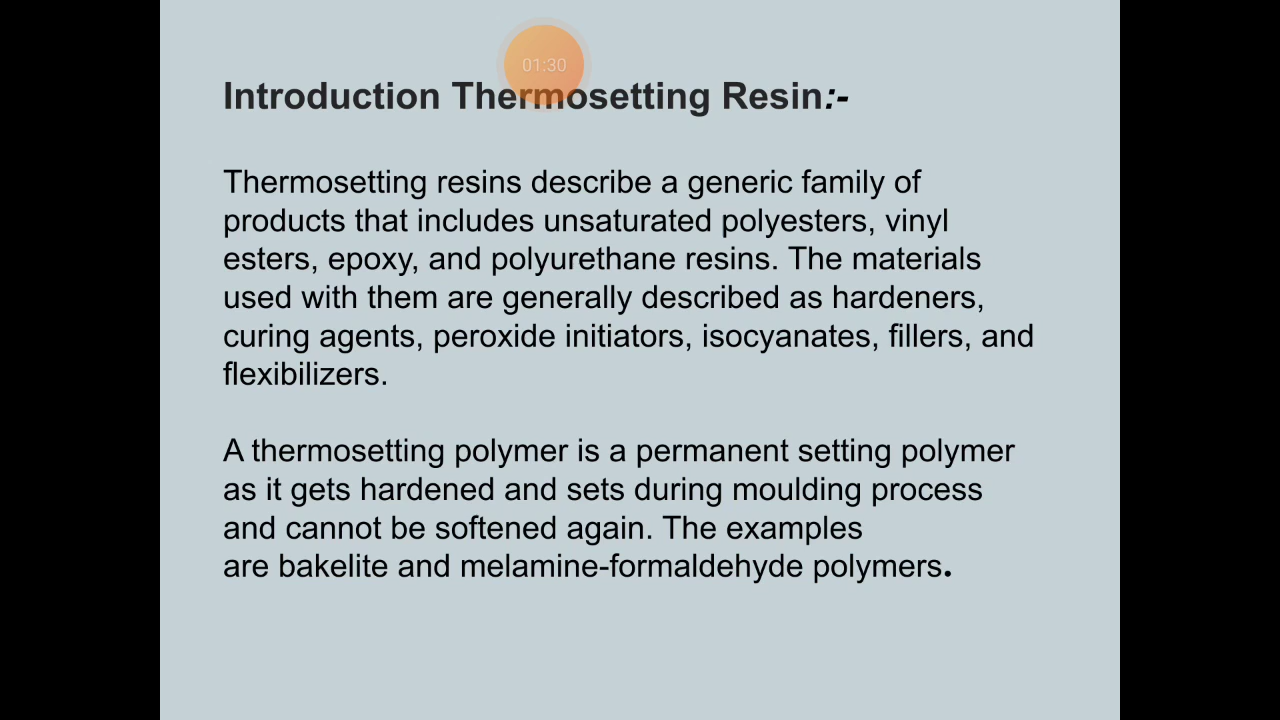 01:30
Introduction Thermosetting Resin:-
Thermosetting resins describe a generic family of
products that includes unsaturated polyesters, vinyl
esters, epoxy, and polyurethane resins. The materials
used with them are generally described as hardeners,
curing agents, peroxide initiators, isocyanates, fillers, and
flexibilizers.
A thermosetting polymer is a permanent setting polymer
as it gets hardened and sets during moulding process
and cannot be softened again. The examples
are bakelite and melamine-formaldehyde polymers.